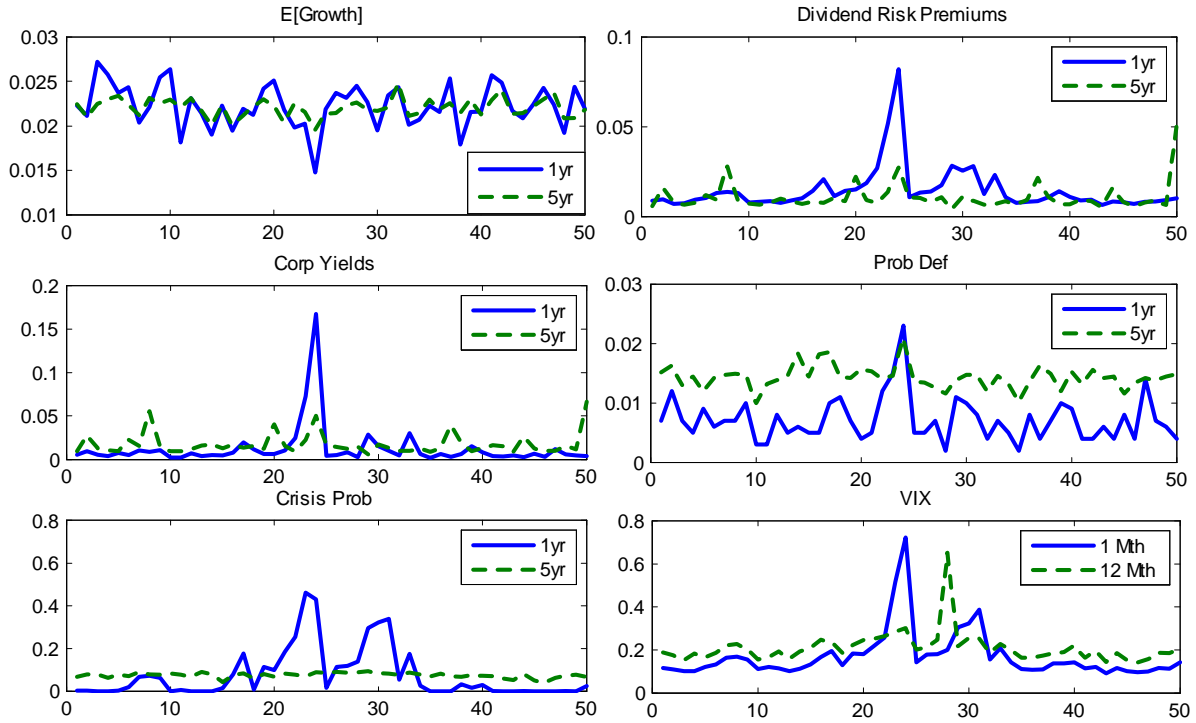 E[Growth]
0.03
0.025
0.02
0.015
0.01
0 10 20 30 40 50
1yr
5yr
Dividend Risk Premiums
0.1
0.05
0
0 10 20 30 40 50
1yr
5yr
Corp Yields
0.2
0.15
0.1
0.05
0
0 10 20 30 40 50
1yr
5yr
Prob Def
0.03
0.02
0.01
0
0 10 20 30 40 50
1yr
5yr
Crisis Prob
0.8
0.6
0.4
0.2
0
0 10 20 30 40 50
1yr
5yr
VIX
0.8
0.6
0.4
0.2
0
0 10 20 30 40 50
1 Mth
12 Mth